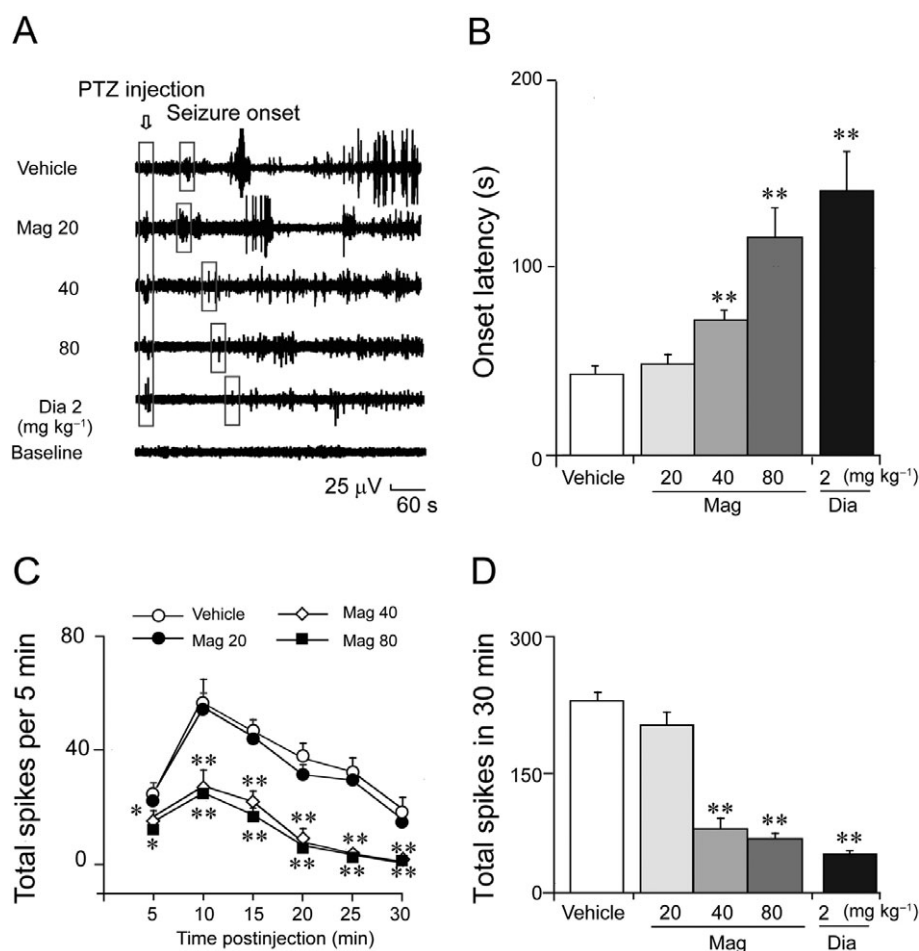 A
PTZ injection
Seizure onset
Vehicle
Mag 20
40
80
Dia 2
(mg kg⁻¹)
Baseline
25 μV
60 s
B
Onset latency (s)
200
100
0
**
**
**
Vehicle
20
40
80
2
(mg kg⁻¹)
Mag
Dia
C
Vehicle
Mag 20
Mag 40
Mag 80
Total spikes per 5 min
80
40
0
*
**
**
**
**
**
*
**
**
**
**
**
5
10
15
20
25
30
Time postinjection (min)
D
Total spikes in 30 min
300
150
0
**
**
**
Vehicle
20
40
80
2
(mg kg⁻¹)
Mag
Dia